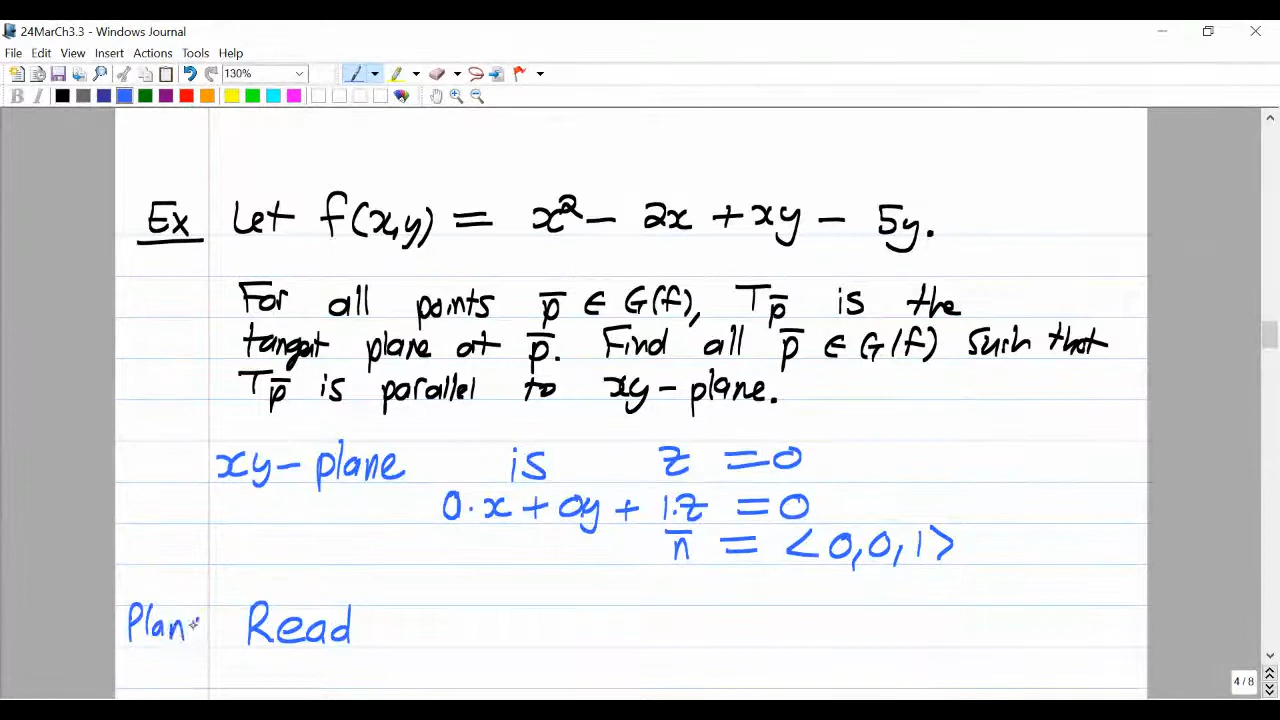 24MarCh3.3 - Windows Journal
File Edit View Insert Actions Tools Help
130%
B I
Ex Let f(x,y) = x² - 2x + xy - 5y.
For all points p̅ ∈ G(f), T_p̅ is the
tangent plane at p̅. Find all p̅ ∈ G(f) such that
T_p̅ is parallel to xy-plane.
xy-plane is z = 0
0·x + 0y + 1·z = 0
n̅ = <0,0,1>
Plan Read
4 / 8